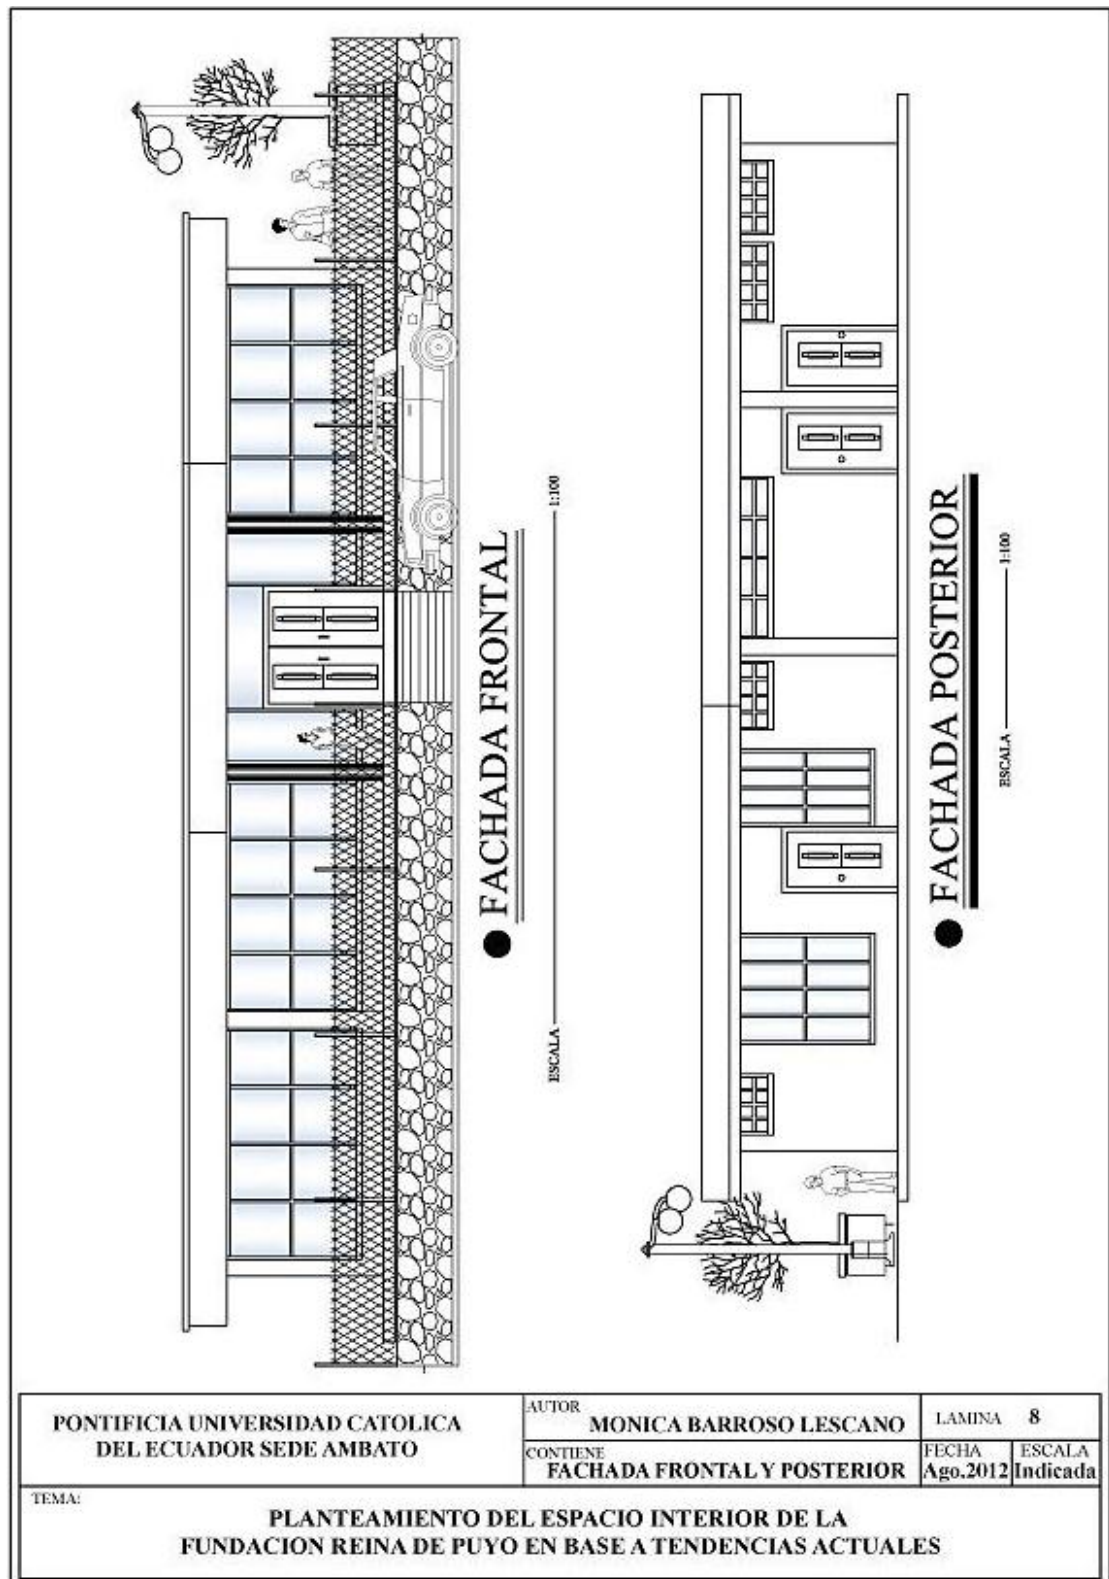 FACHADA FRONTAL
ESCALA 1:100
FACHADA POSTERIOR
ESCALA 1:100
PONTIFICIA UNIVERSIDAD CATOLICA
DEL ECUADOR SEDE AMBATO
AUTOR
MONICA BARROSO LESCANO
LAMINA 8
CONTIENE
FACHADA FRONTAL Y POSTERIOR
FECHA
Ago.2012
ESCALA
Indicada
TEMA:
PLANTEAMIENTO DEL ESPACIO INTERIOR DE LA
FUNDACION REINA DE PUYO EN BASE A TENDENCIAS ACTUALES